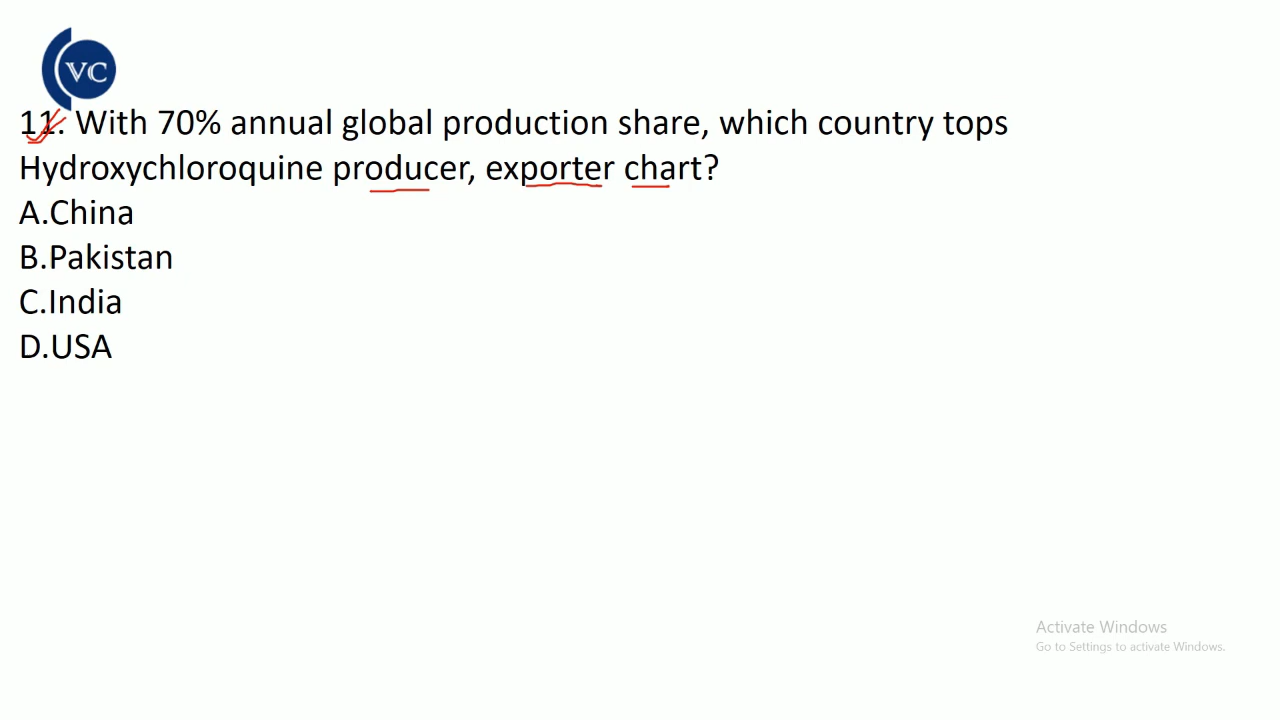 VC
11. With 70% annual global production share, which country tops
Hydroxychloroquine producer, exporter chart?
A.China
B.Pakistan
C.India
D.USA
Activate Windows
Go to Settings to activate Windows.